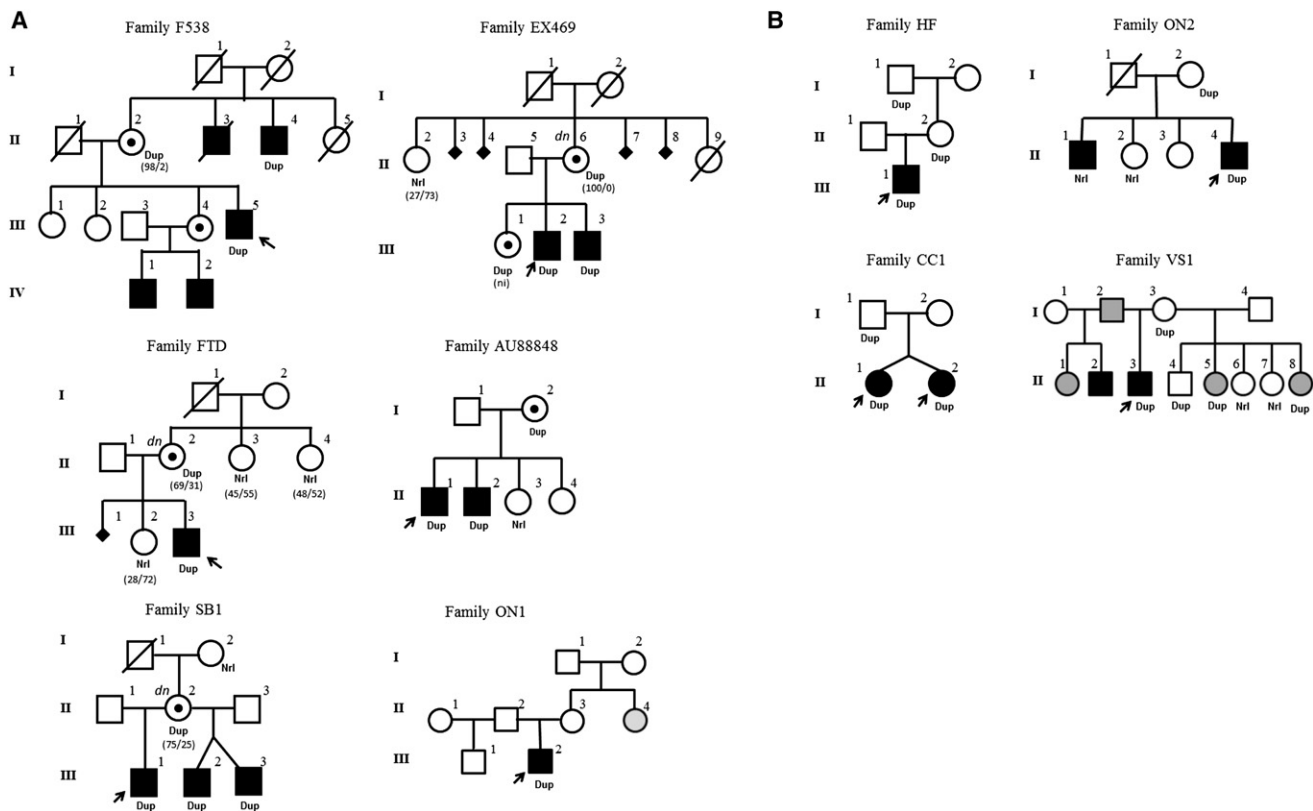 A
Family F538
I
1
2
II
1
2
3
4
5
Dup
(98/2)
Dup
III
1
2
3
4
5
Dup
IV
1
2
Family EX469
I
1
2
II
2
3
4
5
dn
6
7
8
9
Nrl
(27/73)
Dup
(100/0)
III
1
2
3
Dup
(ni)
Dup
Dup
Family FTD
I
1
2
II
1
dn
2
3
4
Dup
(69/31)
Nrl
(45/55)
Nrl
(48/52)
III
1
2
3
Nrl
(28/72)
Dup
Family AU88848
I
1
2
Dup
II
1
2
3
4
Dup
Dup
Nrl
Family SB1
I
1
2
Nrl
II
1
dn
2
3
Dup
(75/25)
III
1
2
3
Dup
Dup
Dup
Family ON1
I
1
2
II
1
2
3
4
III
1
2
Dup
B
Family HF
I
1
2
Dup
II
1
2
Dup
III
1
Dup
Family ON2
I
1
2
Dup
II
1
2
3
4
Nrl
Nrl
Dup
Family CC1
I
1
2
Dup
II
1
2
Dup
Dup
Family VS1
I
1
2
3
4
Dup
II
1
2
3
4
5
6
7
8
Dup
Dup
Dup
Nrl
Nrl
Dup